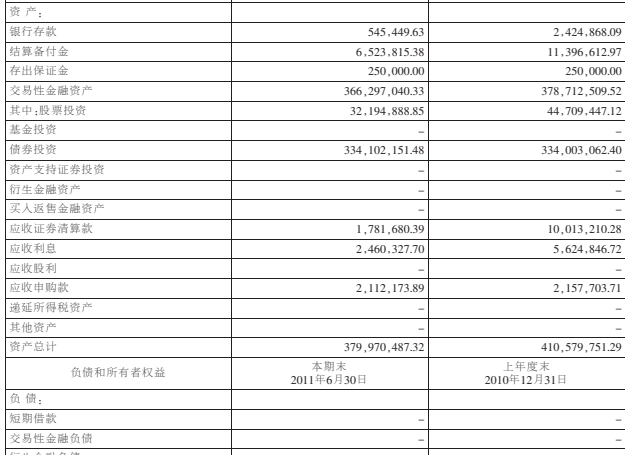 资 产：
银行存款 545,449.63 2,424,868.09
结算备付金 6,523,815.38 11,396,612.97
存出保证金 250,000.00 250,000.00
交易性金融资产 366,297,040.33 378,712,509.52
其中:股票投资 32,194,888.85 44,709,447.12
基金投资 – –
债券投资 334,102,151.48 334,003,062.40
资产支持证券投资 – –
衍生金融资产 – –
买入返售金融资产 – –
应收证券清算款 1,781,680.39 10,013,210.28
应收利息 2,460,327.70 5,624,846.72
应收股利 – –
应收申购款 2,112,173.89 2,157,703.71
递延所得税资产 – –
其他资产 – –
资产总计 379,970,487.32 410,579,751.29
负债和所有者权益 本期末 上年度末
2011年6月30日 2010年12月31日
负 债：
短期借款 – –
交易性金融负债 – –